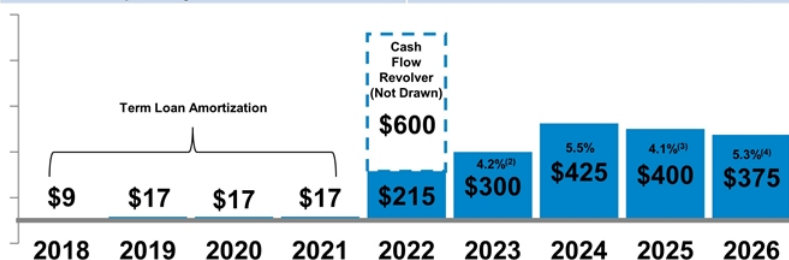 Cash
Flow
Revolver
(Not Drawn)
$600
Term Loan Amortization
$9 $17 $17 $17 $215
4.2%(2)
$300
5.5%
$425
4.1%(3)
$400
5.3%(4)
$375
2018 2019 2020 2021 2022 2023 2024 2025 2026